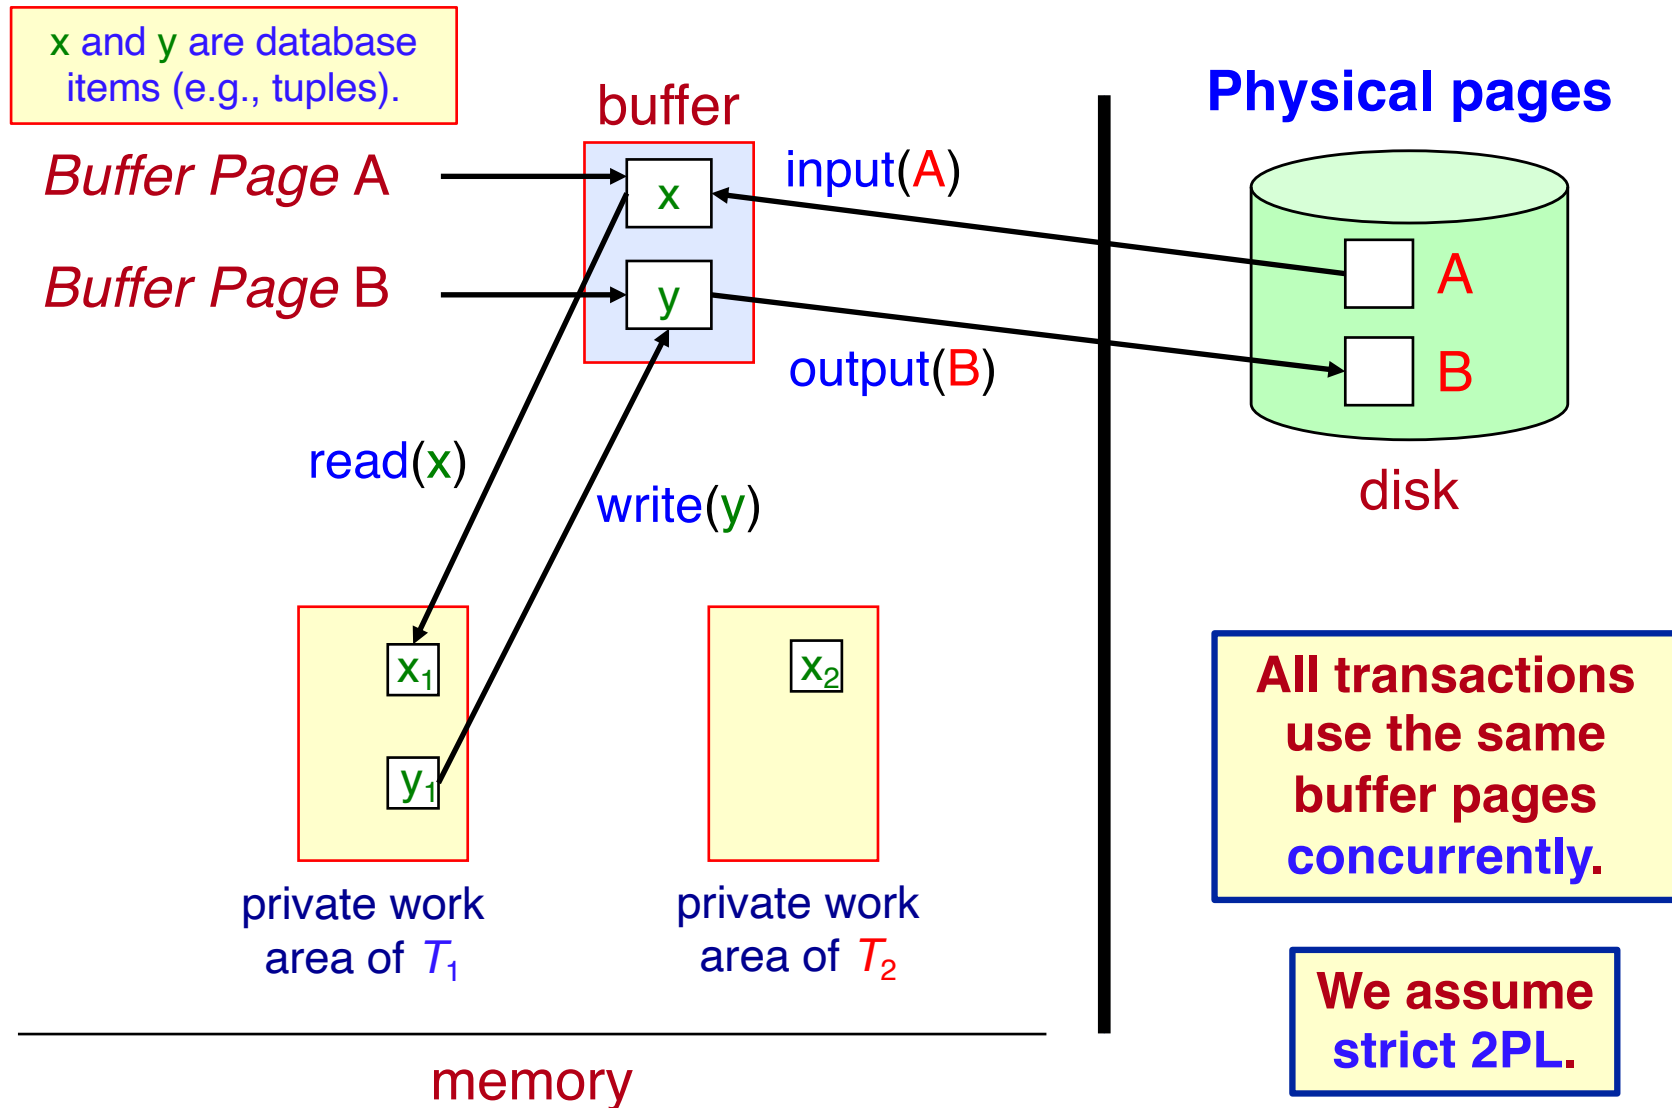 x and y are database
items (e.g., tuples).
buffer
Physical pages
Buffer Page A
x
input(A)
A
Buffer Page B
y
output(B)
B
read(x)
write(y)
disk
x₁
y₁
x₂
private work
area of T₁
private work
area of T₂
memory
All transactions
use the same
buffer pages
concurrently.
We assume
strict 2PL.